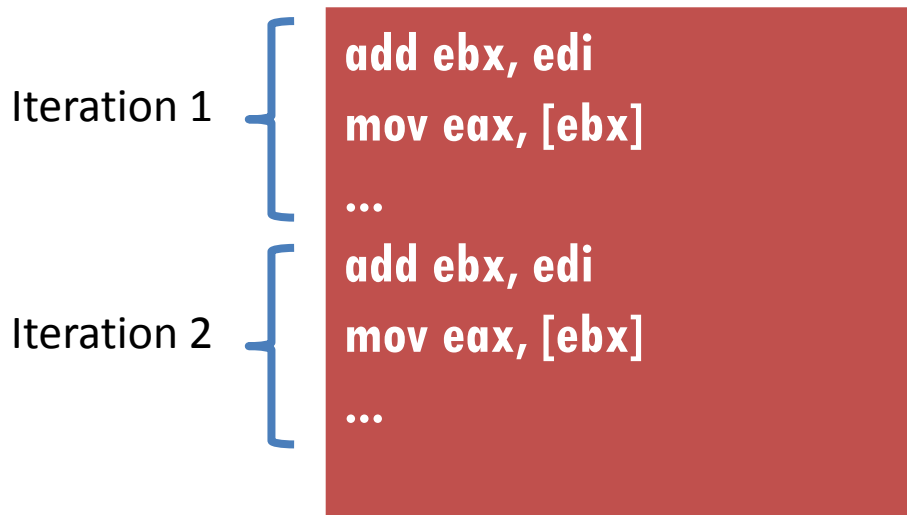 Iteration 1
add ebx, edi
mov eax, [ebx]
...
Iteration 2
add ebx, edi
mov eax, [ebx]
...